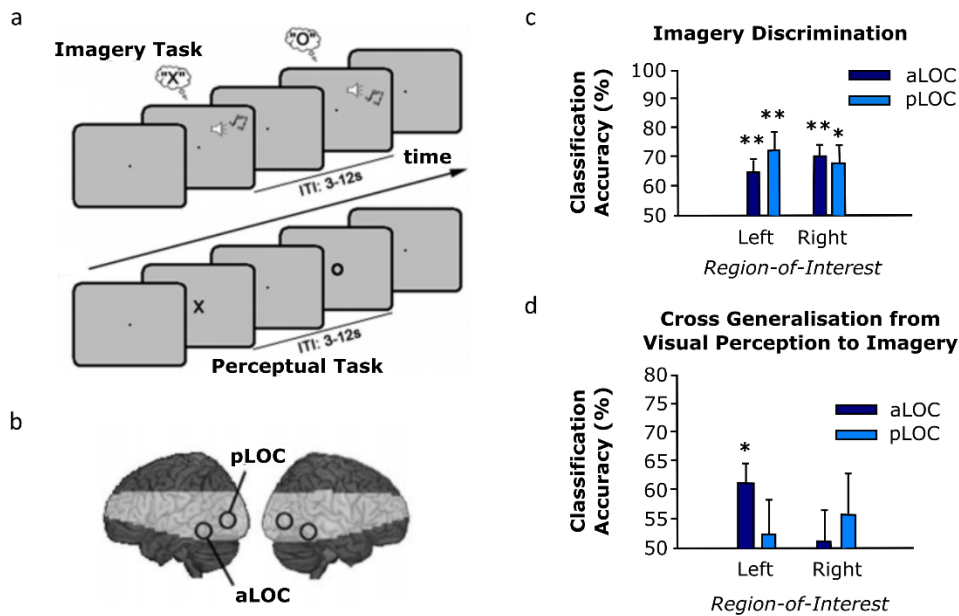 a
Imagery Task
"X"
"O"
ITI: 3-12s
time
X
O
ITI: 3-12s
Perceptual Task
b
pLOC
aLOC
c
Imagery Discrimination
Classification
Accuracy (%)
100
90
80
70
60
50
aLOC
pLOC
** ** ** *
Left Right
Region-of-Interest
d
Cross Generalisation from
Visual Perception to Imagery
Classification
Accuracy (%)
80
75
70
65
60
55
50
aLOC
pLOC
*
Left Right
Region-of-Interest